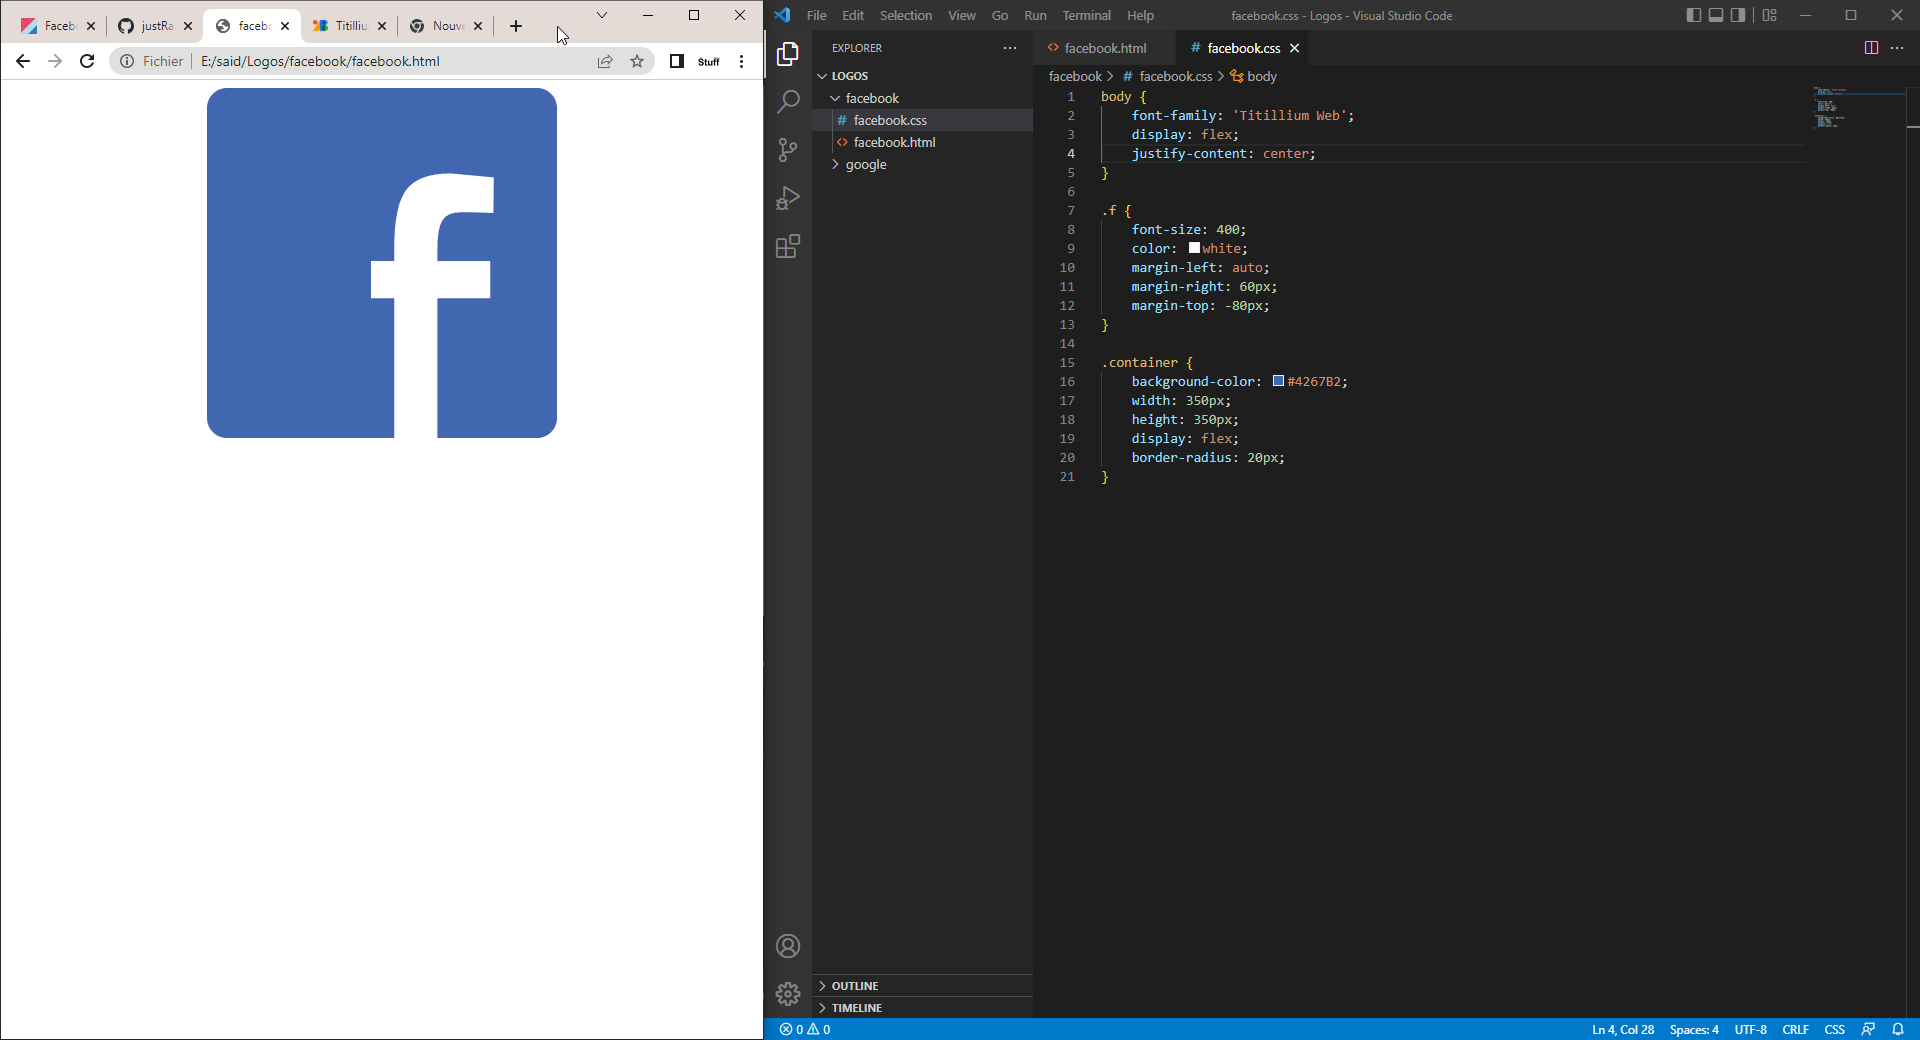 Faceb
justRa
facebo
Titilliu
Nouve
Fichier
E:/said/Logos/facebook/facebook.html
Stuff
f
File Edit Selection View Go Run Terminal Help
facebook.css - Logos - Visual Studio Code
EXPLORER
LOGOS
facebook
# facebook.css
<> facebook.html
google
OUTLINE
TIMELINE
<> facebook.html
# facebook.css
facebook > # facebook.css > body
1 body {
2 font-family: 'Titillium Web';
3 display: flex;
4 justify-content: center;
5 }
6
7 .f {
8 font-size: 400;
9 color: white;
10 margin-left: auto;
11 margin-right: 60px;
12 margin-top: -80px;
13 }
14
15 .container {
16 background-color: #4267B2;
17 width: 350px;
18 height: 350px;
19 display: flex;
20 border-radius: 20px;
21 }
0 0
Ln 4, Col 28 Spaces: 4 UTF-8 CRLF CSS